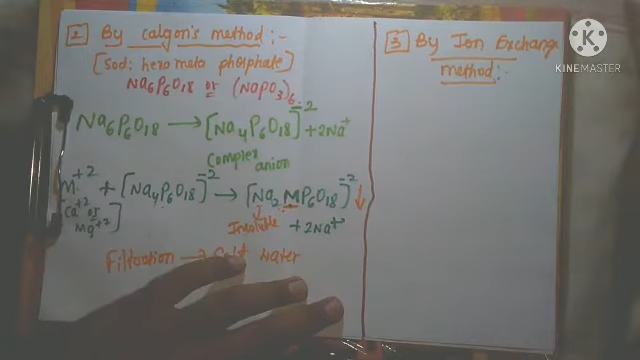 2 By calgon's method :-
[Sod: hexa meta phosphate]
Na6P6O18 or (NaPO3)6
Na6P6O18 → [Na4P6O18]-2 + 2Na+
Complex anion
M+2 + [Na4P6O18]-2 → [Na2MP6O18]-2 ↓
[Ca+2 or Mg+2]
+ 2Na+
Filtration → Soft water
3 By Ion Exchange
method :-
K
KINEMASTER